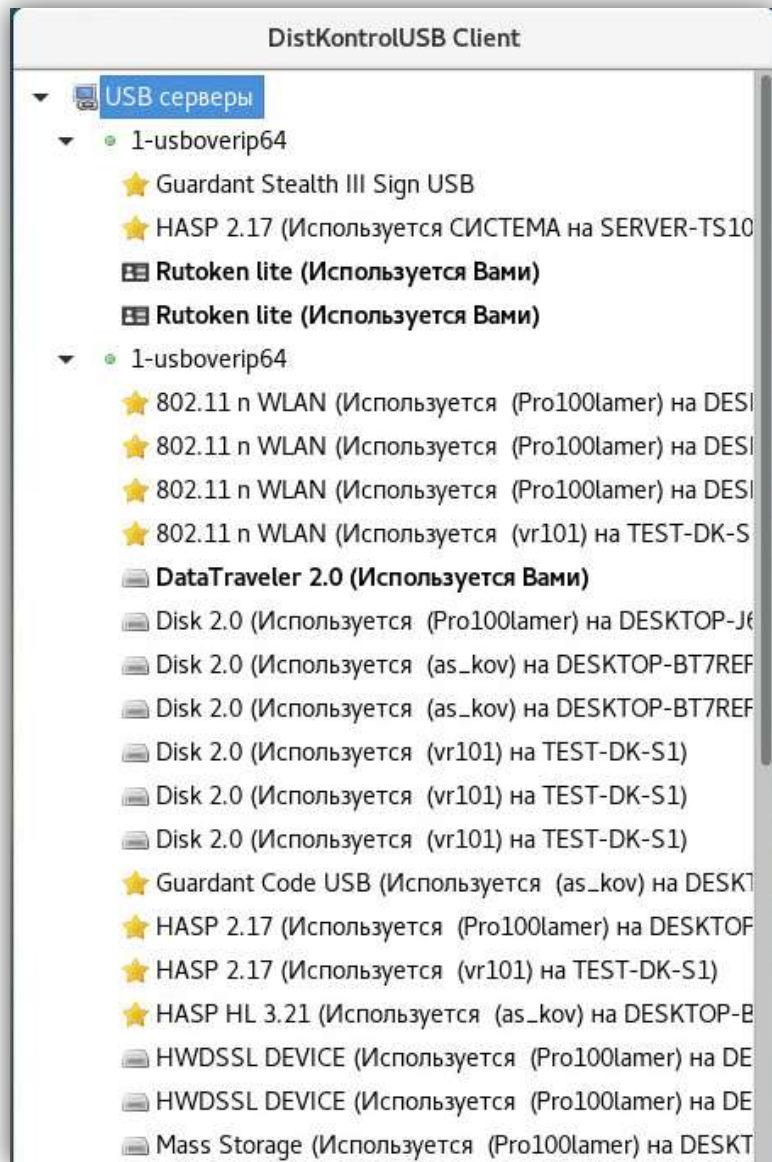 DistKontrolUSB Client
USB серверы
1-usboverip64
Guardant Stealth III Sign USB
HASP 2.17 (Используется СИСТЕМА на SERVER-TS10
Rutoken lite (Используется Вами)
Rutoken lite (Используется Вами)
1-usboverip64
802.11 n WLAN (Используется (Pro100lamer) на DES
802.11 n WLAN (Используется (Pro100lamer) на DES
802.11 n WLAN (Используется (Pro100lamer) на DES
802.11 n WLAN (Используется (vr101) на TEST-DK-S
DataTraveler 2.0 (Используется Вами)
Disk 2.0 (Используется (Pro100lamer) на DESKTOP-J6
Disk 2.0 (Используется (as_kov) на DESKTOP-BT7REF
Disk 2.0 (Используется (as_kov) на DESKTOP-BT7REF
Disk 2.0 (Используется (vr101) на TEST-DK-S1)
Disk 2.0 (Используется (vr101) на TEST-DK-S1)
Disk 2.0 (Используется (vr101) на TEST-DK-S1)
Guardant Code USB (Используется (as_kov) на DESKT
HASP 2.17 (Используется (Pro100lamer) на DESKTOP
HASP 2.17 (Используется (vr101) на TEST-DK-S1)
HASP HL 3.21 (Используется (as_kov) на DESKTOP-B
HWDSSL DEVICE (Используется (Pro100lamer) на DE
HWDSSL DEVICE (Используется (Pro100lamer) на DE
Mass Storage (Используется (Pro100lamer) на DESKT